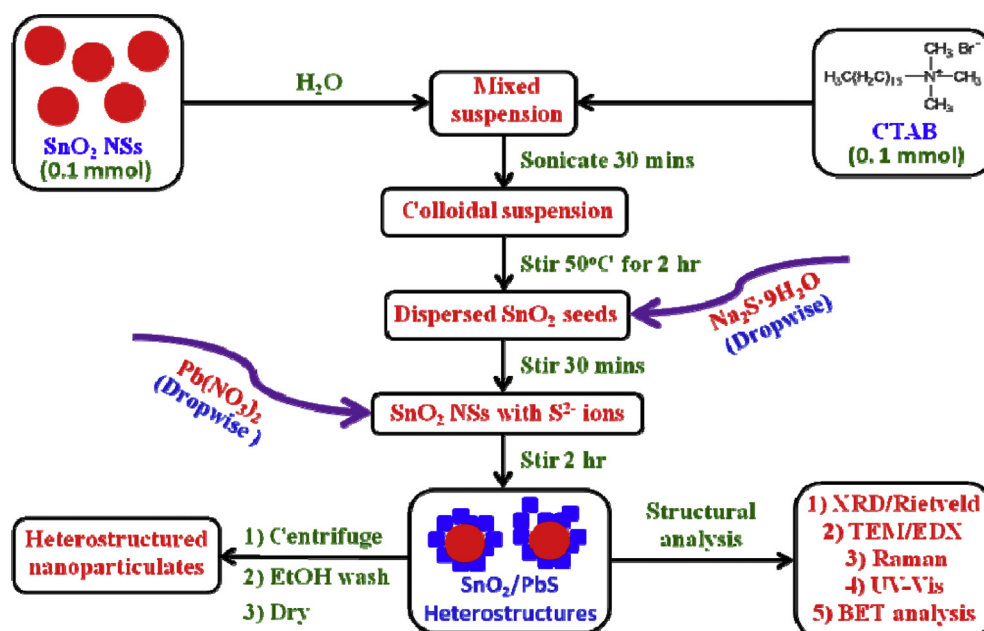 SnO₂ NSs
(0.1 mmol)
H₂O
Mixed
suspension
CH₃ Br⁻
H₃C(H₂C)₁₅—N⁺—CH₃
CH₃
CTAB
(0.1 mmol)
Sonicate 30 mins
Colloidal suspension
Stir 50°C for 2 hr
Dispersed SnO₂ seeds
Na₂S·9H₂O
(Dropwise)
Stir 30 mins
Pb(NO₃)₂
(Dropwise )
SnO₂ NSs with S²⁻ ions
Stir 2 hr
SnO₂/PbS
Heterostructures
1) Centrifuge
2) EtOH wash
3) Dry
Heterostructured
nanoparticulates
Structural
analysis
1) XRD/Rietveld
2) TEM/EDX
3) Raman
4) UV-Vis
5) BET analysis